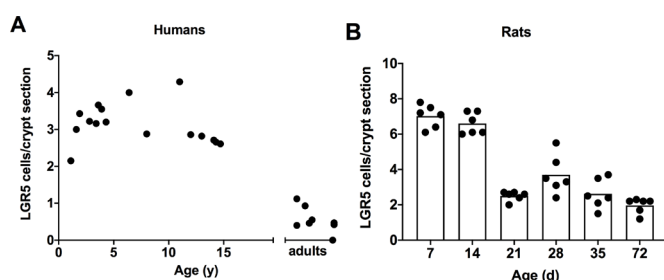 A
Humans
LGR5 cells/crypt section
5
4
3
2
1
0
0 5 10 15 adults
Age (y)
B
Rats
LGR5 cells/crypt section
10
8
6
4
2
0
7 14 21 28 35 72
Age (d)